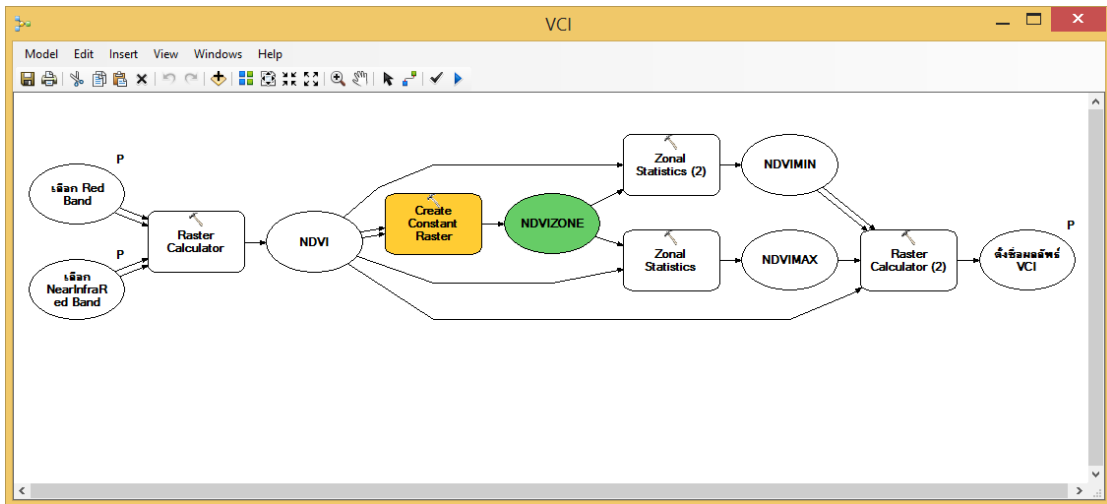 VCI
Model Edit Insert View Windows Help
P
เลือก Red
Band
P
เลือก
NearInfraR
ed Band
Raster
Calculator
NDVI
Create
Constant
Raster
NDVIZONE
Zonal
Statistics (2)
NDVIMIN
Zonal
Statistics
NDVIMAX
Raster
Calculator (2)
P
ตั้งชื่อผลลัพธ์
VCI